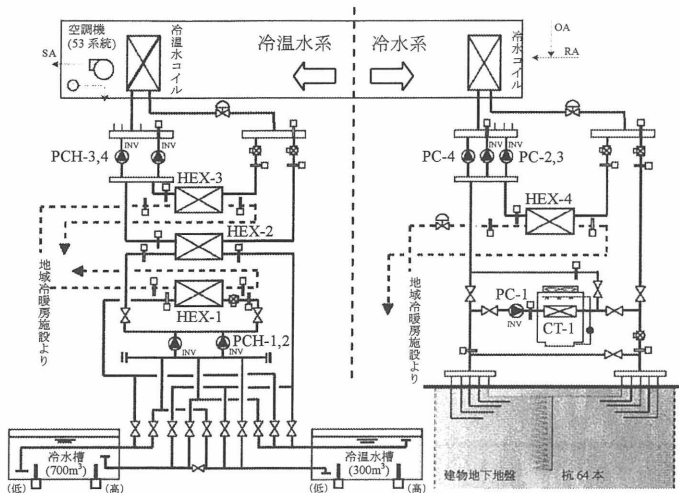 空調機
(53 系統)
SA
冷温水コイル
冷温水系
冷水系
冷水コイル
OA
RA
INV
INV
PCH-3,4
HEX-3
HEX-2
HEX-1
地域冷暖房施設より
PCH-1,2
INV
INV
冷水槽
(700m³)
(低)
(高)
冷温水槽
(300m³)
(低)
(高)
PC-4
INV
INV
PC-2,3
HEX-4
地域冷暖房施設より
PC-1
INV
CT-1
建物地下地盤
杭 64 本